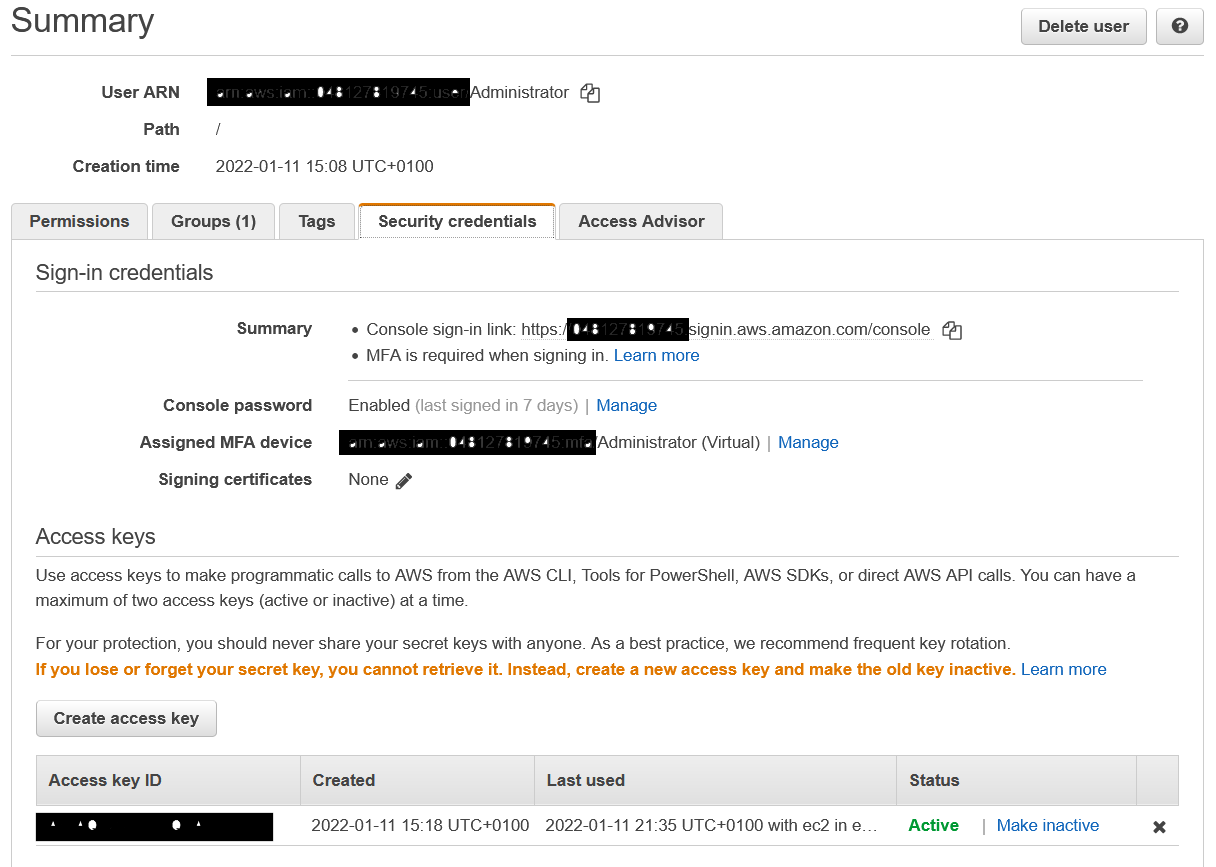 Summary
Delete user
User ARN /Administrator
Path /
Creation time 2022-01-11 15:08 UTC+0100
Permissions Groups (1) Tags Security credentials Access Advisor
Sign-in credentials
Summary • Console sign-in link: https:/ signin.aws.amazon.com/console
• MFA is required when signing in. Learn more
Console password Enabled (last signed in 7 days) | Manage
Assigned MFA device /Administrator (Virtual) | Manage
Signing certificates None
Access keys
Use access keys to make programmatic calls to AWS from the AWS CLI, Tools for PowerShell, AWS SDKs, or direct AWS API calls. You can have a
maximum of two access keys (active or inactive) at a time.
For your protection, you should never share your secret keys with anyone. As a best practice, we recommend frequent key rotation.
If you lose or forget your secret key, you cannot retrieve it. Instead, create a new access key and make the old key inactive. Learn more
Create access key
Access key ID Created Last used Status
2022-01-11 15:18 UTC+0100 2022-01-11 21:35 UTC+0100 with ec2 in e… Active | Make inactive